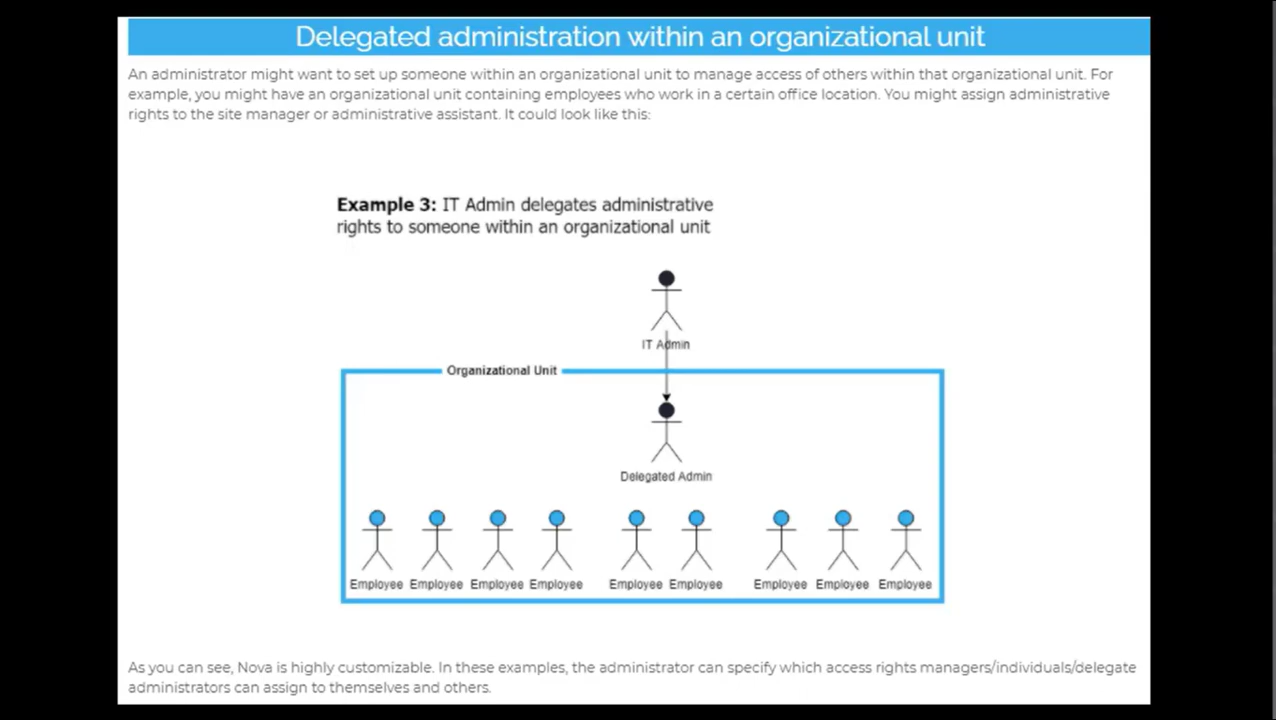 Delegated administration within an organizational unit
An administrator might want to set up someone within an organizational unit to manage access of others within that organizational unit. For
example, you might have an organizational unit containing employees who work in a certain office location. You might assign administrative
rights to the site manager or administrative assistant. It could look like this:
Example 3: IT Admin delegates administrative
rights to someone within an organizational unit
IT Admin
Organizational Unit
Delegated Admin
Employee Employee Employee Employee Employee Employee Employee Employee Employee
As you can see, Nova is highly customizable. In these examples, the administrator can specify which access rights managers/individuals/delegate
administrators can assign to themselves and others.